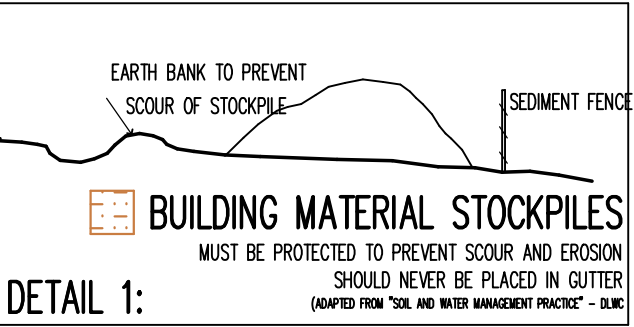 EARTH BANK TO PREVENT
SCOUR OF STOCKPILE
SEDIMENT FENCE
BUILDING MATERIAL STOCKPILES
MUST BE PROTECTED TO PREVENT SCOUR AND EROSION
SHOULD NEVER BE PLACED IN GUTTER
DETAIL 1:
(ADAPTED FROM "SOIL AND WATER MANAGEMENT PRACTICE" - DLWC